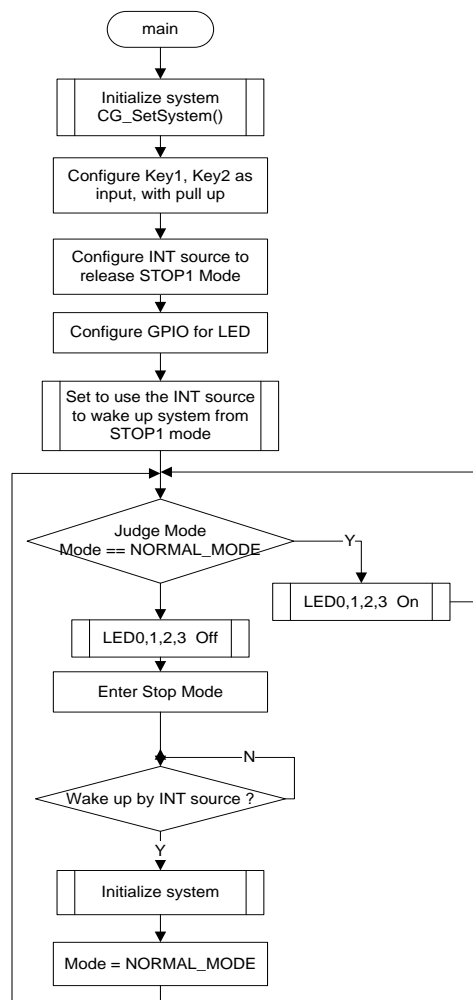 main
Initialize system
CG_SetSystem()
Configure Key1, Key2 as
input, with pull up
Configure INT source to
release STOP1 Mode
Configure GPIO for LED
Set to use the INT source
to wake up system from
STOP1 mode
Judge Mode
Mode == NORMAL_MODE
Y
LED0,1,2,3 On
LED0,1,2,3 Off
Enter Stop Mode
N
Wake up by INT source ?
Y
Initialize system
Mode = NORMAL_MODE